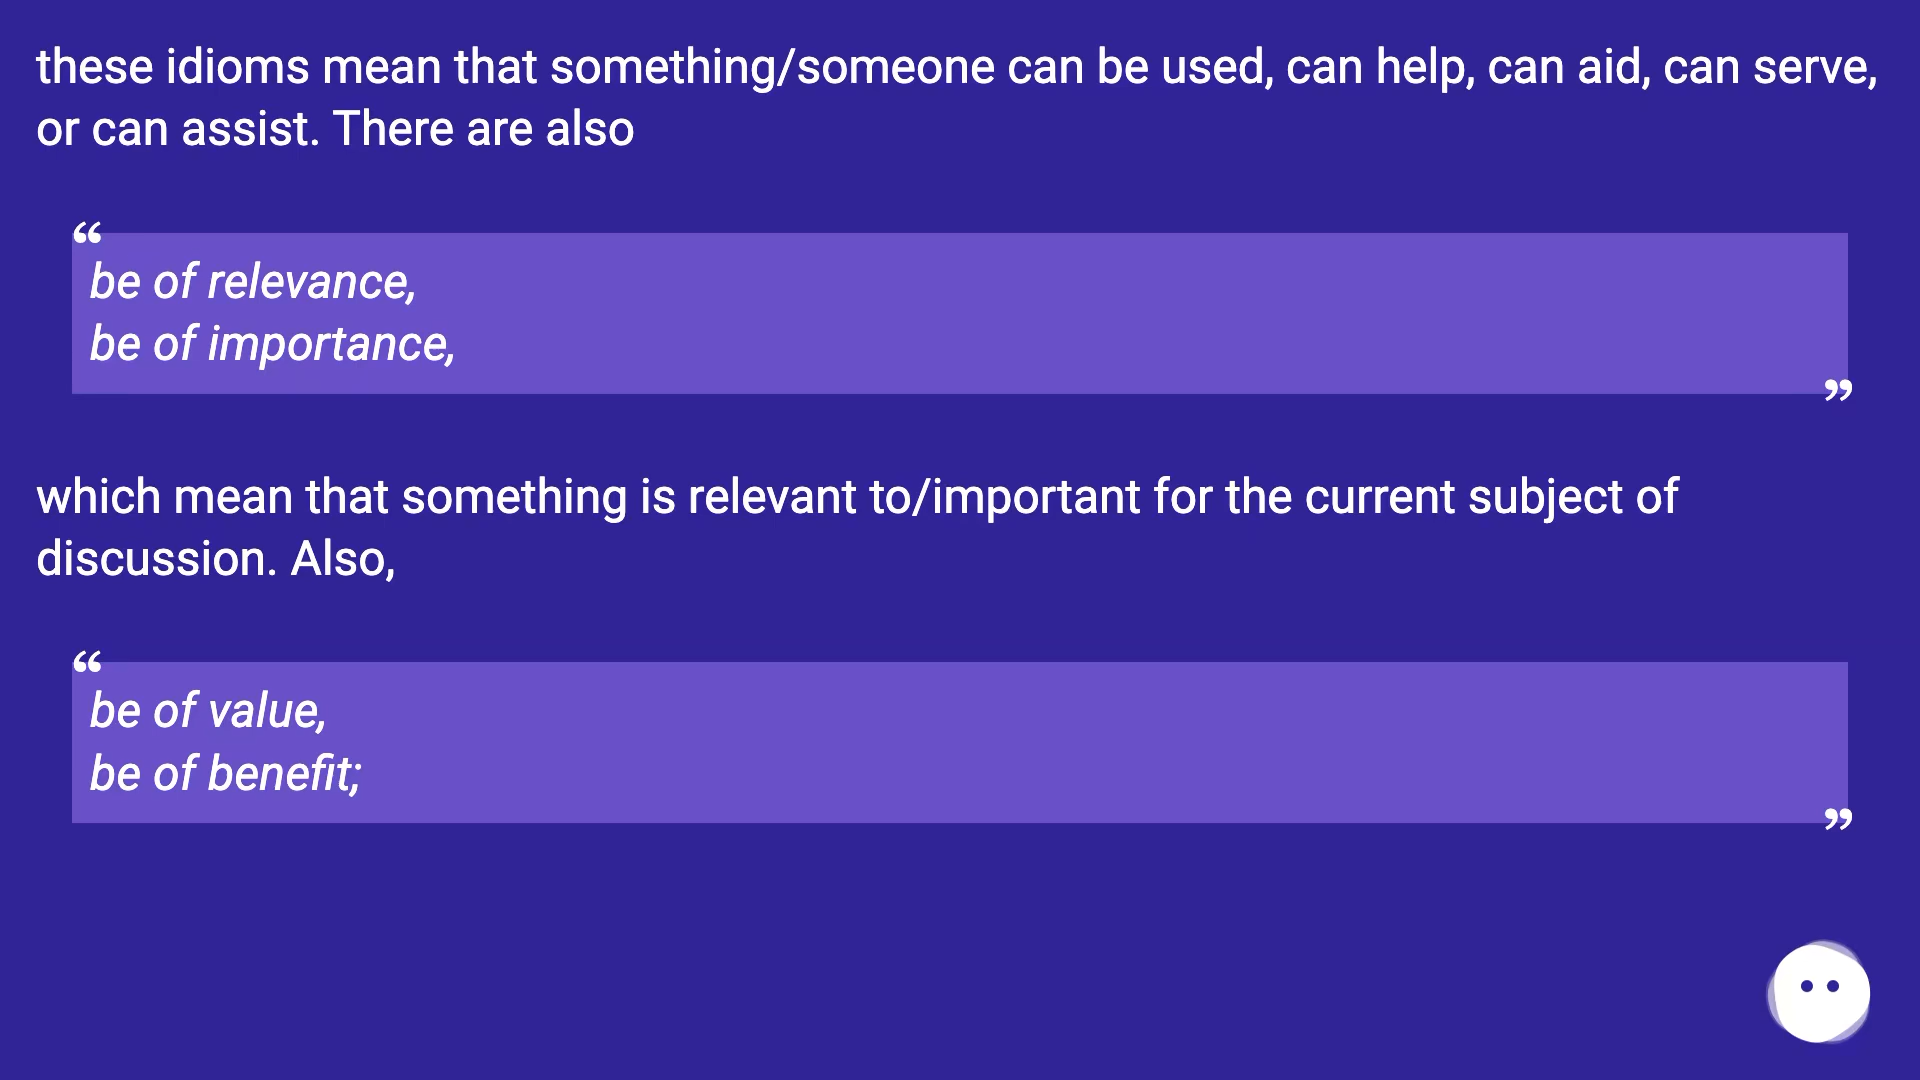 these idioms mean that something/someone can be used, can help, can aid, can serve,
or can assist. There are also
“
be of relevance,
be of importance,
”
which mean that something is relevant to/important for the current subject of
discussion. Also,
“
be of value,
be of benefit;
”